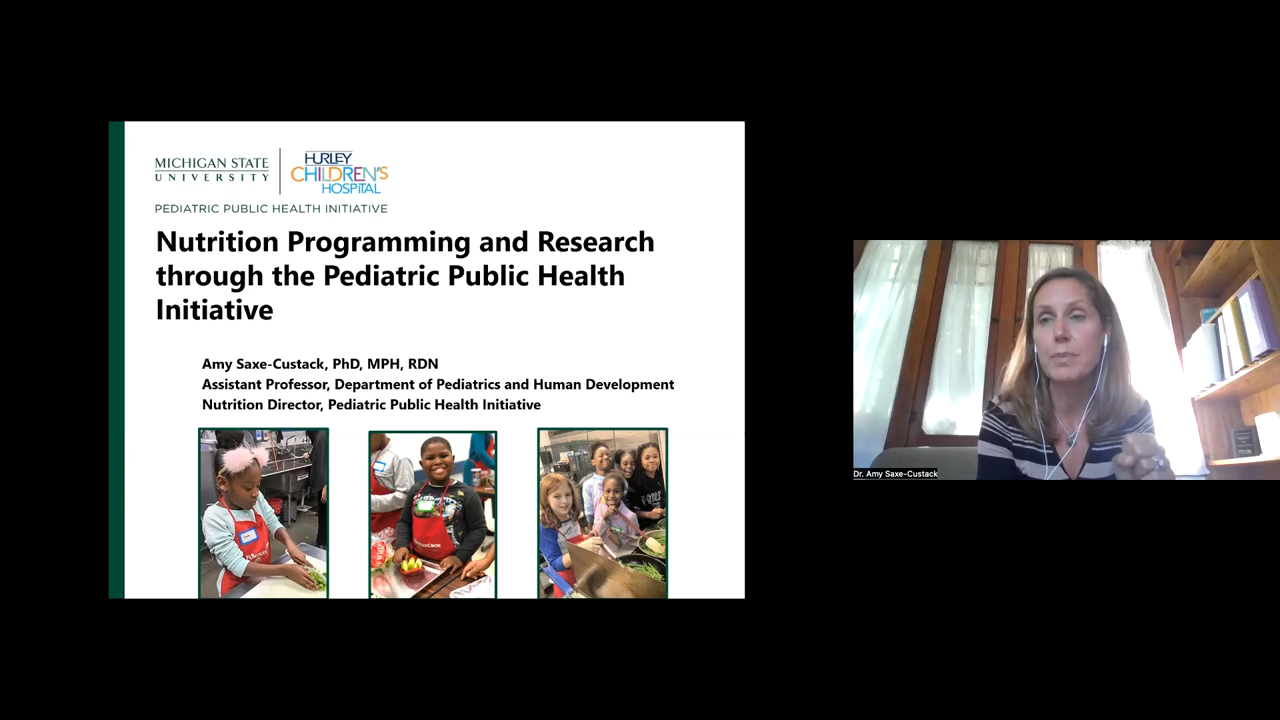 MICHIGAN STATE
UNIVERSITY
HURLEY
CHILDREN'S
HOSPITAL
PEDIATRIC PUBLIC HEALTH INITIATIVE
Nutrition Programming and Research
through the Pediatric Public Health
Initiative
Amy Saxe-Custack, PhD, MPH, RDN
Assistant Professor, Department of Pediatrics and Human Development
Nutrition Director, Pediatric Public Health Initiative
Dr. Amy Saxe-Custack